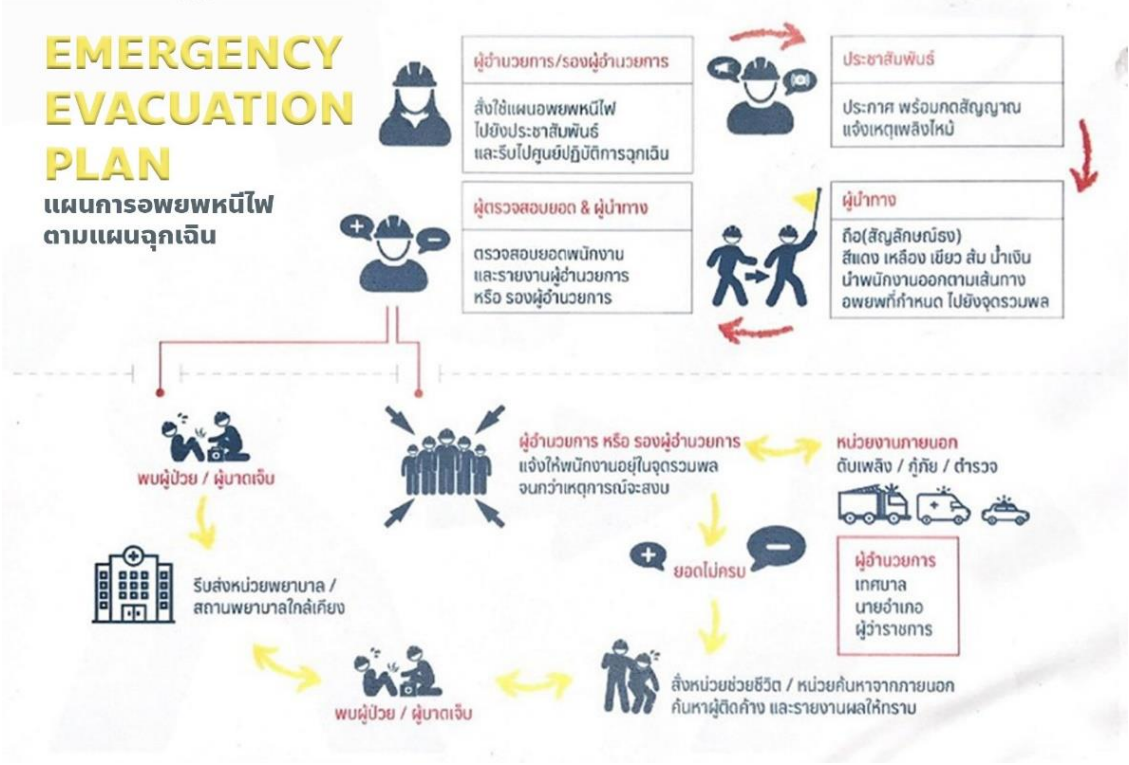 EMERGENCY
EVACUATION
PLAN
แผนการอพยพหนีไฟ
ตามแผนฉุกเฉิน
ผู้อำนวยการ/รองผู้อำนวยการ
สั่งใช้แผนอพยพหนีไฟ
ไปยังประชาสัมพันธ์
และรีบไปศูนย์ปฏิบัติการฉุกเฉิน
ประชาสัมพันธ์
ประกาศ พร้อมกดสัญญาณ
แจ้งเหตุเพลิงไหม้
ผู้ตรวจสอบยอด & ผู้นำทาง
ตรวจสอบยอดพนักงาน
และรายงานผู้อำนวยการ
หรือ รองผู้อำนวยการ
ผู้นำทาง
ถือ(สัญลักษณ์ธง)
สีแดง เหลือง เขียว ส้ม น้ำเงิน
นำพนักงานออกตามเส้นทาง
อพยพที่กำหนด ไปยังจุดรวมพล
พบผู้ป่วย / ผู้บาดเจ็บ
ผู้อำนวยการ หรือ รองผู้อำนวยการ
แจ้งให้พนักงานอยู่ในจุดรวมพล
จนกว่าเหตุการณ์จะสงบ
หน่วยงานภายนอก
ดับเพลิง / กู้ภัย / ตำรวจ
ยอดไม่ครบ
ผู้อำนวยการ
เทศบาล
นายอำเภอ
ผู้ว่าราชการ
รีบส่งหน่วยพยาบาล /
สถานพยาบาลใกล้เคียง
พบผู้ป่วย / ผู้บาดเจ็บ
สั่งหน่วยช่วยชีวิต / หน่วยค้นหาจากภายนอก
ค้นหาผู้ติดค้าง และรายงานผลให้ทราบ